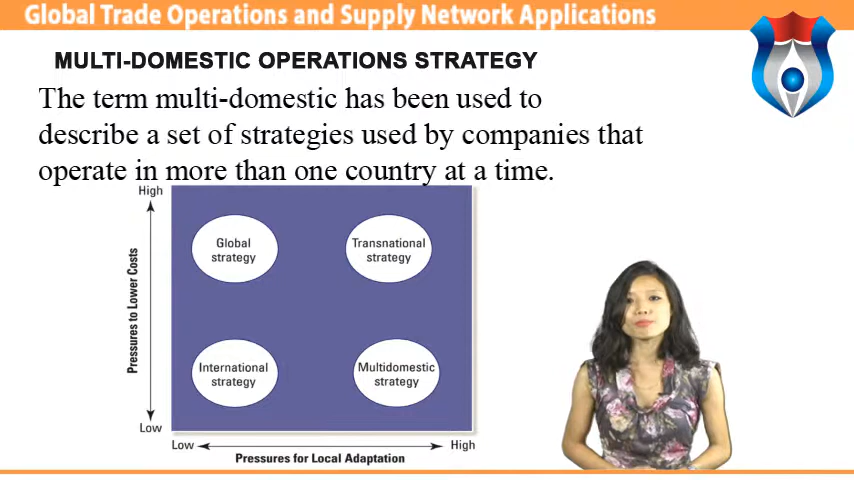 Global Trade Operations and Supply Network Applications
MULTI-DOMESTIC OPERATIONS STRATEGY
The term multi-domestic has been used to
describe a set of strategies used by companies that
operate in more than one country at a time.
High
Global
strategy
Transnational
strategy
Pressures to Lower Costs
International
strategy
Multidomestic
strategy
Low
Low
High
Pressures for Local Adaptation